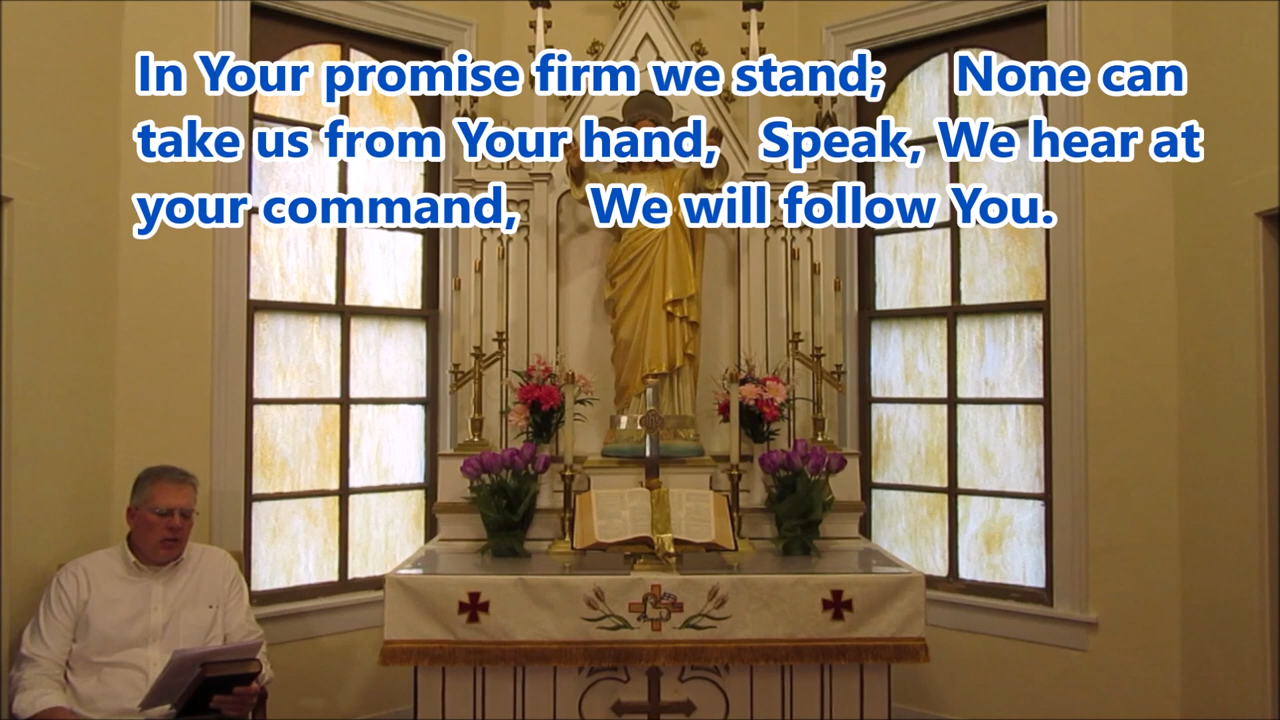 In Your promise firm we stand; None can
take us from Your hand, Speak, We hear at
your command, We will follow You.